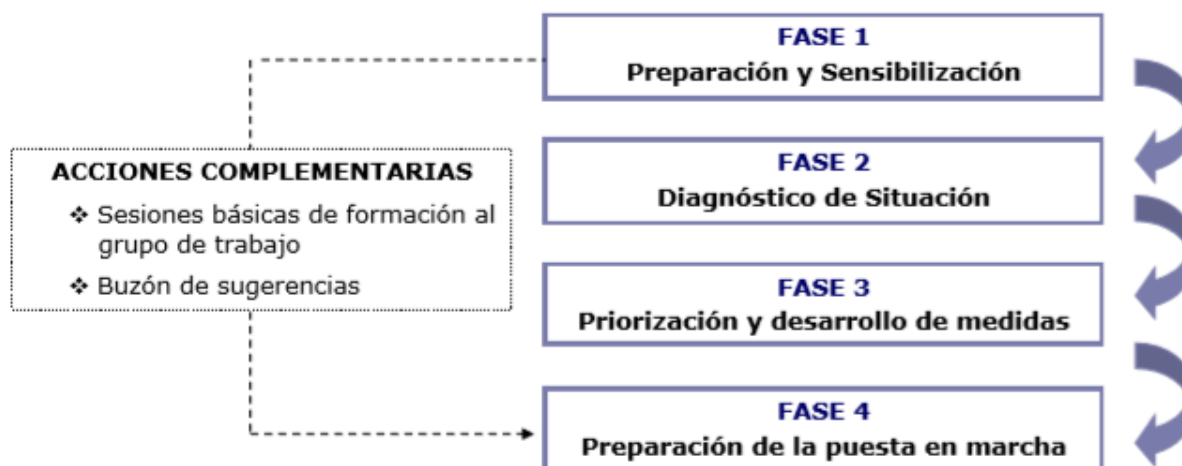 FASE 1
Preparación y Sensibilización
ACCIONES COMPLEMENTARIAS
❖ Sesiones básicas de formación al
grupo de trabajo
❖ Buzón de sugerencias
FASE 2
Diagnóstico de Situación
FASE 3
Priorización y desarrollo de medidas
FASE 4
Preparación de la puesta en marcha